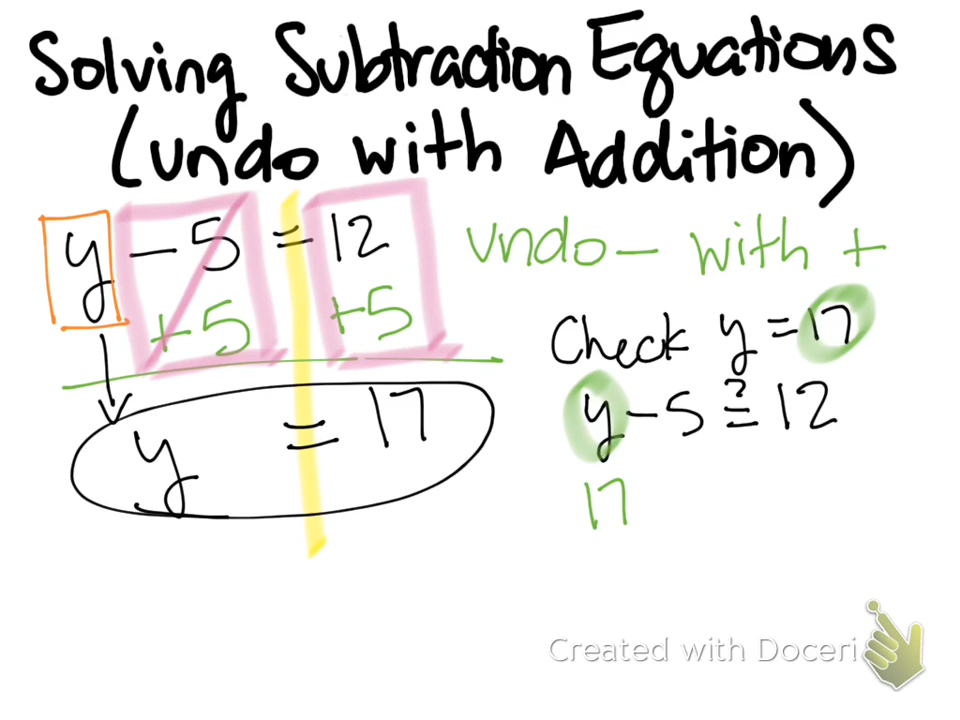 Solving Subtraction Equations
(undo with Addition)
y - 5 = 12
+5 +5
y = 17
undo - with +
Check y = 17
y - 5 ≟ 12
17
Created with Doceri